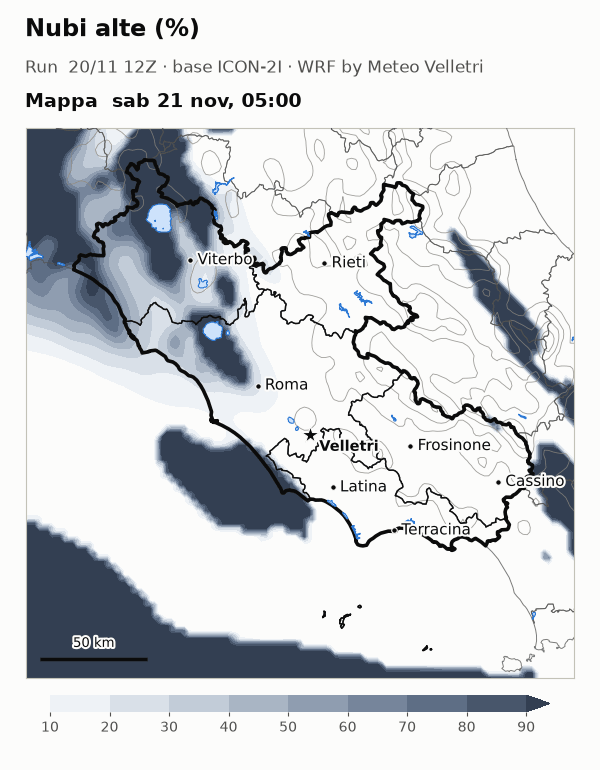 Nubi alte (%)
Run 20/11 12Z · base ICON-2I · WRF by Meteo Velletri
Mappa sab 21 nov, 05:00
Viterbo
Rieti
Roma
Velletri
Frosinone
Cassino
Latina
Terracina
50 km
10 20 30 40 50 60 70 80 90